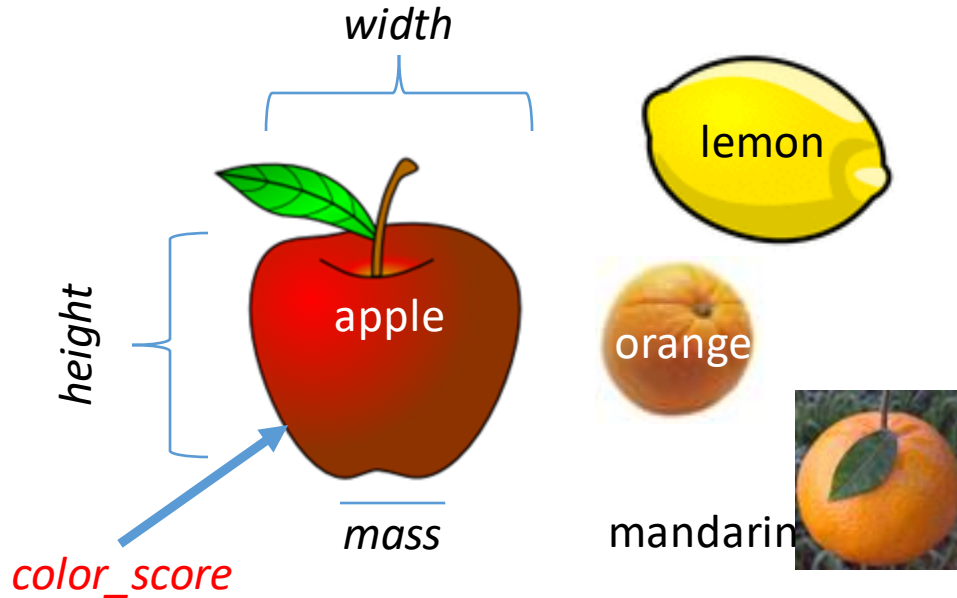 width
lemon
height
apple
orange
mass
mandarin
color_score